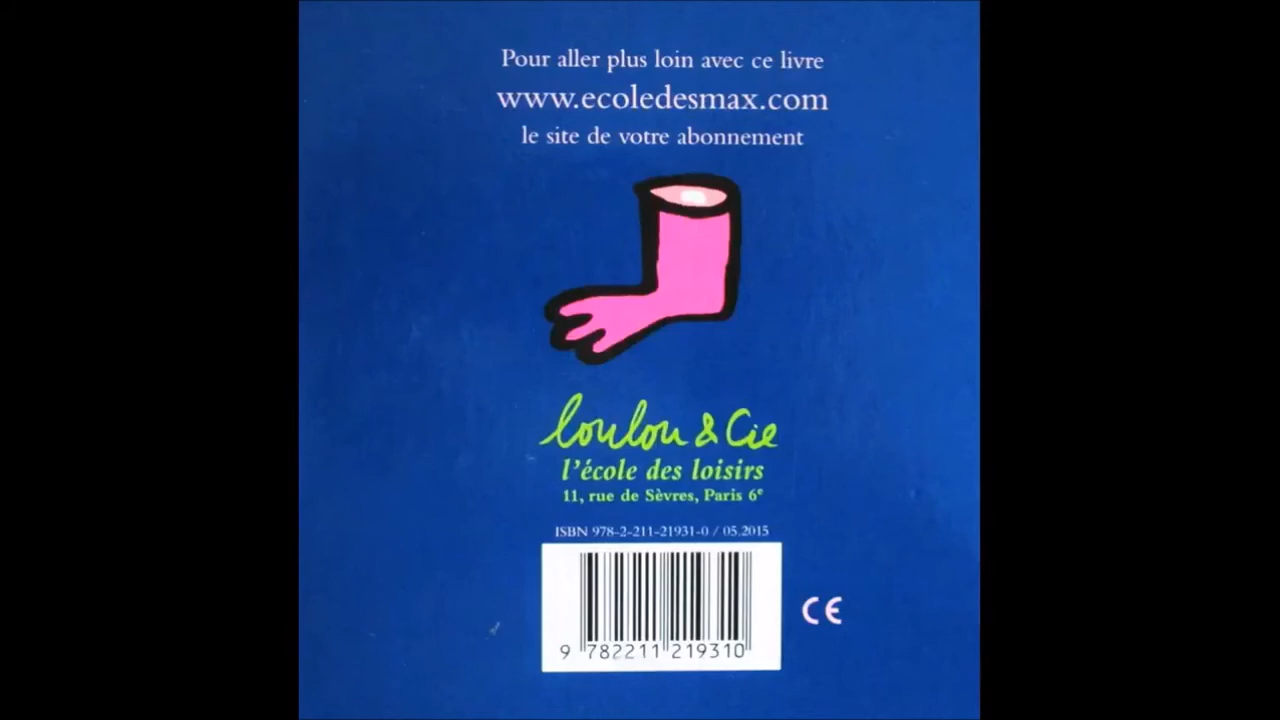 Pour aller plus loin avec ce livre
www.ecoledesmax.com
le site de votre abonnement
loulou & Cie
l'école des loisirs
11, rue de Sèvres, Paris 6e
ISBN 978-2-211-21931-0 / 05.2015
9 782211 219310
CE